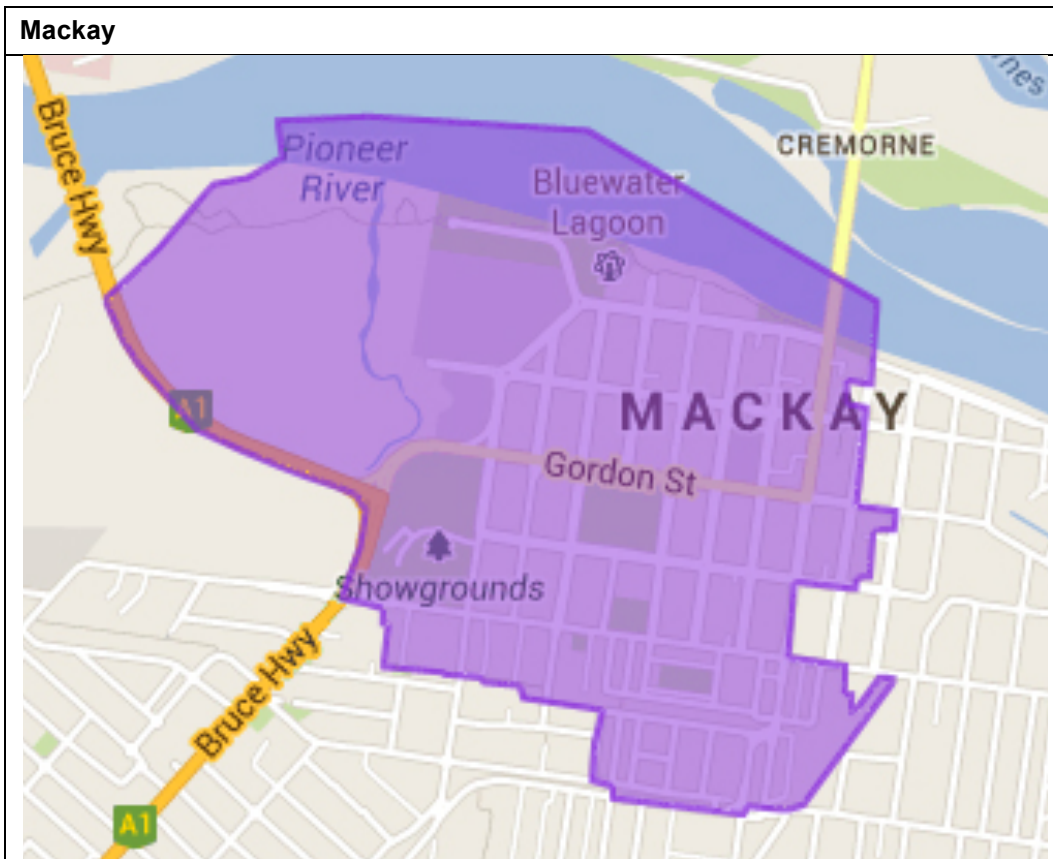 Mackay
Bruce Hwy
Pioneer
River
Bluewater
Lagoon
CREMORNE
A1
MACKAY
Gordon St
Showgrounds
Bruce Hwy
A1